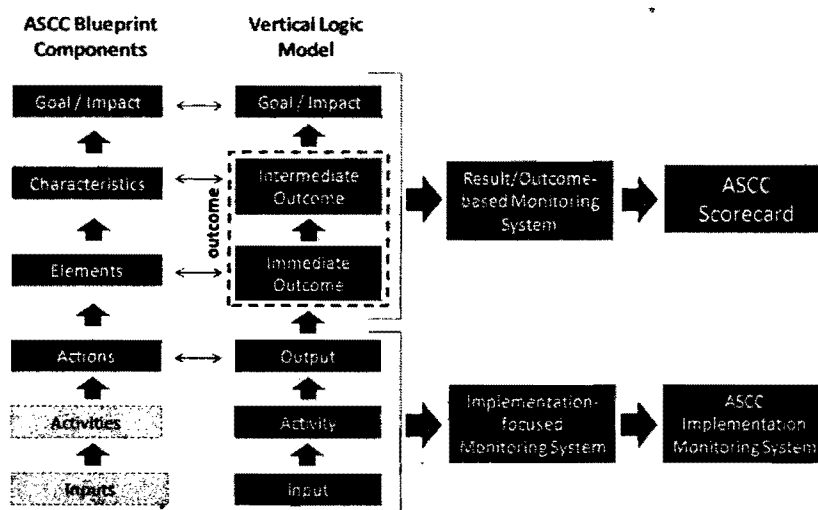 ASCC Blueprint
Components
Vertical Logic
Model
Goal / Impact
Goal / Impact
Characteristics
Intermediate
Outcome
Result/Outcome-
based Monitoring
System
ASCC
Scorecard
outcome
Elements
Immediate
Outcome
Actions
Output
Activities
Activity
Implementation-
focused
Monitoring System
ASCC
Implementation
Monitoring System
Inputs
Input